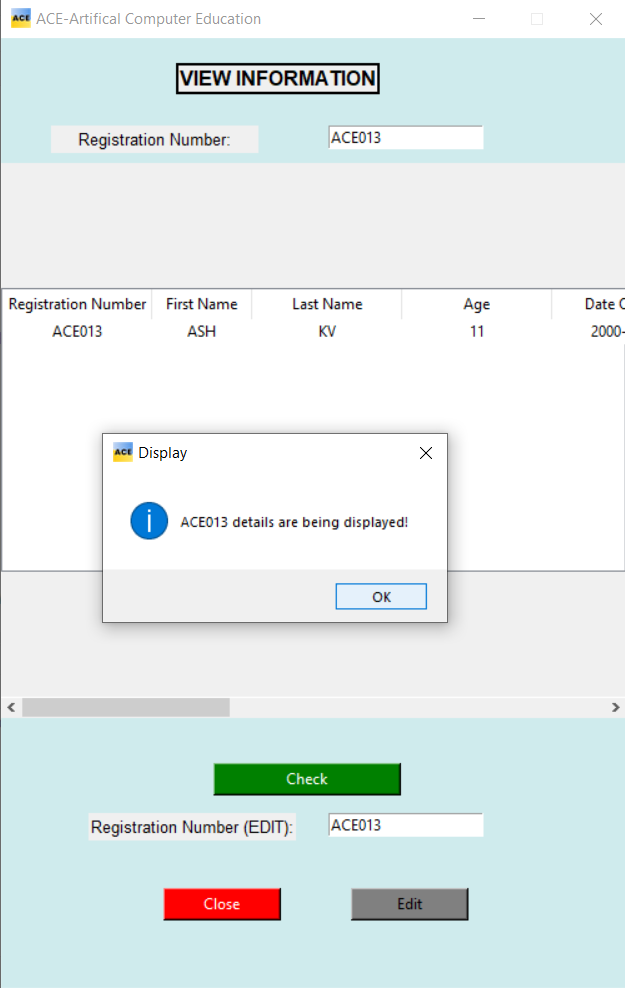 ACE ACE-Artifical Computer Education
VIEW INFORMATION
Registration Number: ACE013
Registration Number First Name Last Name Age Date O
ACE013 ASH KV 11 2000-
ACE Display
ACE013 details are being displayed!
OK
Check
Registration Number (EDIT): ACE013
Close Edit